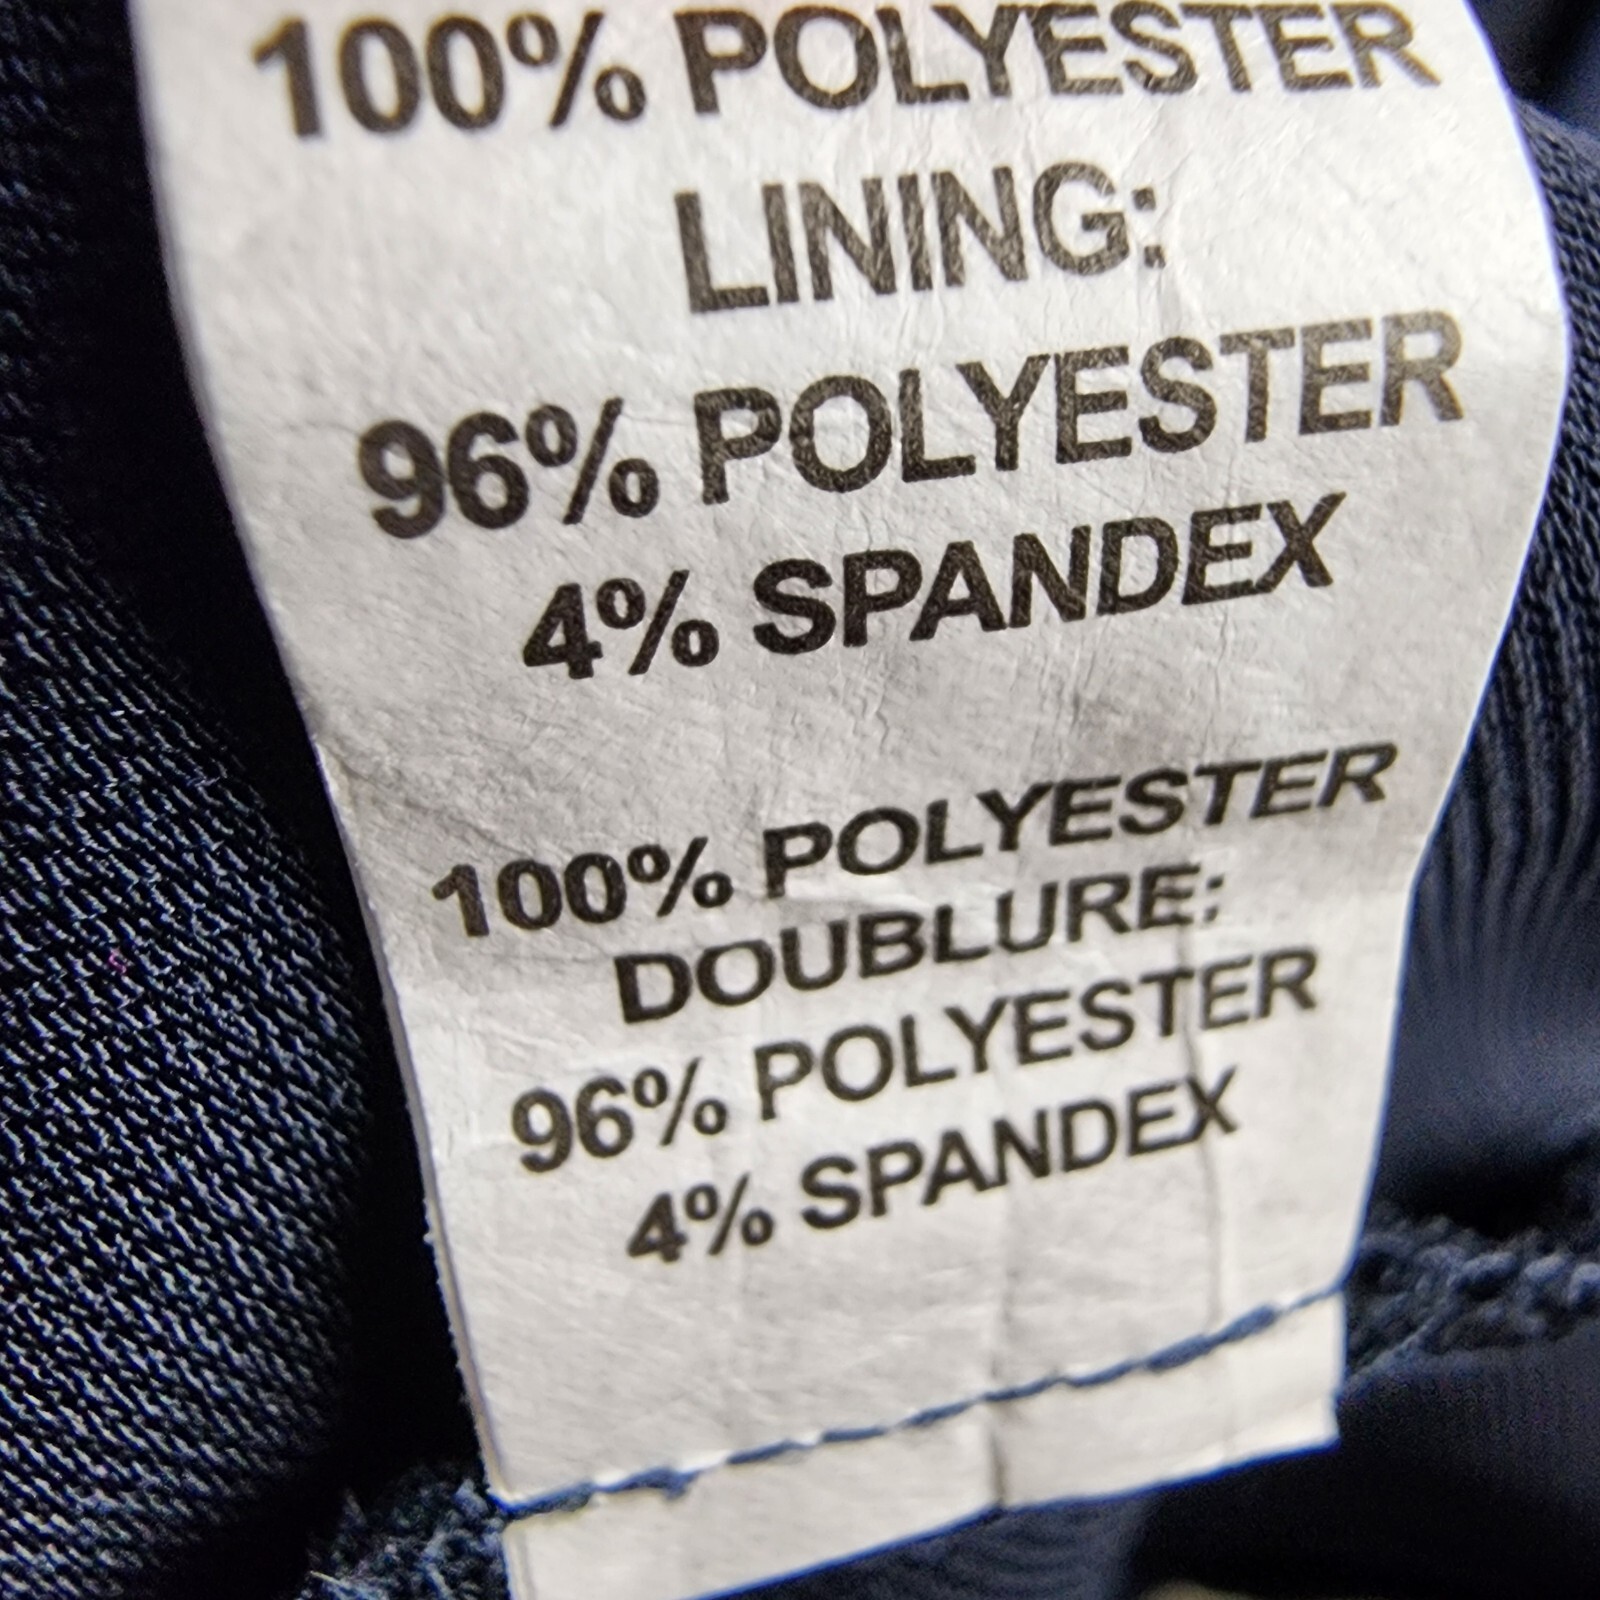 100% POLYESTER
LINING:
96% POLYESTER
4% SPANDEX
100% POLYESTER
DOUBLURE:
96% POLYESTER
4% SPANDEX